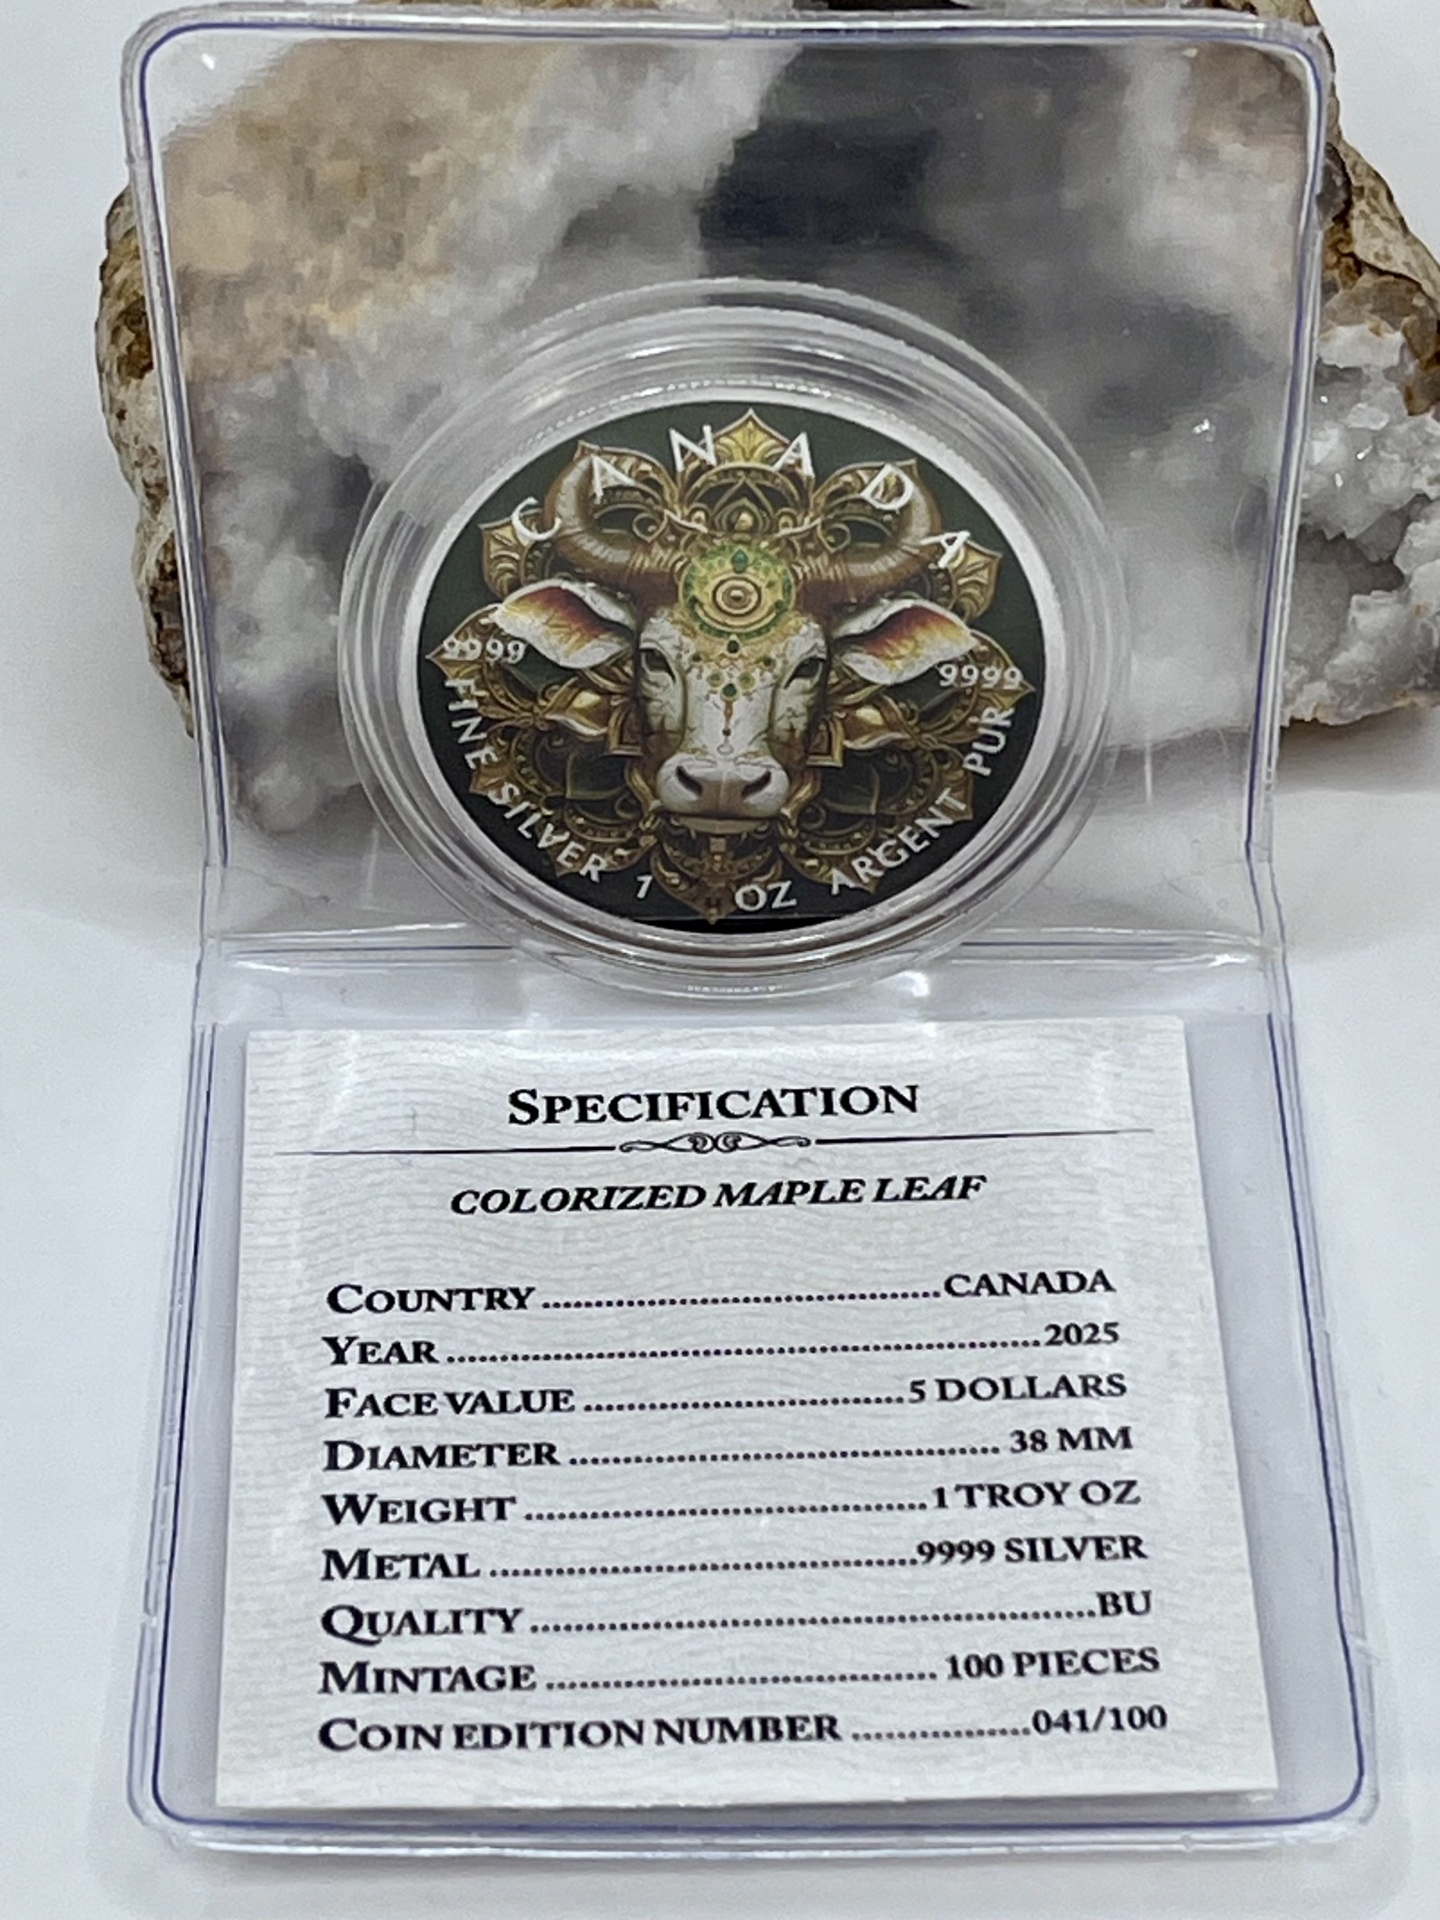 CANADA
9999
9999
FINE SILVER 1 OZ ARGENT PUR
SPECIFICATION
COLORIZED MAPLE LEAF
COUNTRY ...................................... CANADA
YEAR ......................................................... 2025
FACE VALUE ............................... 5 DOLLARS
DIAMETER ......................................... 38 MM
WEIGHT ....................................... 1 TROY OZ
METAL ......................................... 9999 SILVER
QUALITY ...................................................... BU
MINTAGE ..................................... 100 PIECES
COIN EDITION NUMBER ................. 041/100